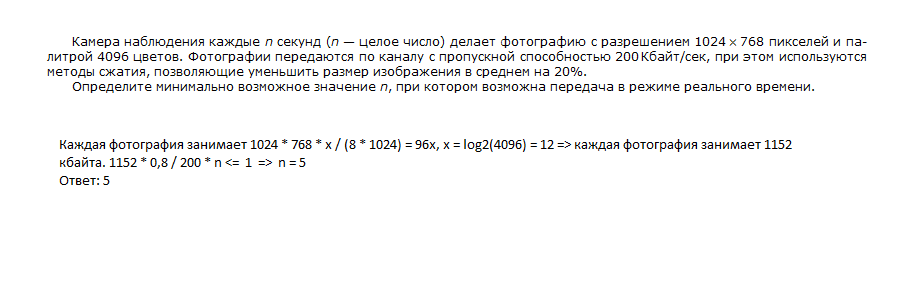 Камера наблюдения каждые n секунд (n — целое число) делает фотографию с разрешением 1024 × 768 пикселей и па-
литрой 4096 цветов. Фотографии передаются по каналу с пропускной способностью 200 Кбайт/сек, при этом используются
методы сжатия, позволяющие уменьшить размер изображения в среднем на 20%.
Определите минимально возможное значение n, при котором возможна передача в режиме реального времени.
Каждая фотография занимает 1024 * 768 * x / (8 * 1024) = 96x, x = log2(4096) = 12 => каждая фотография занимает 1152
кбайта. 1152 * 0,8 / 200 * n <= 1 => n = 5
Ответ: 5